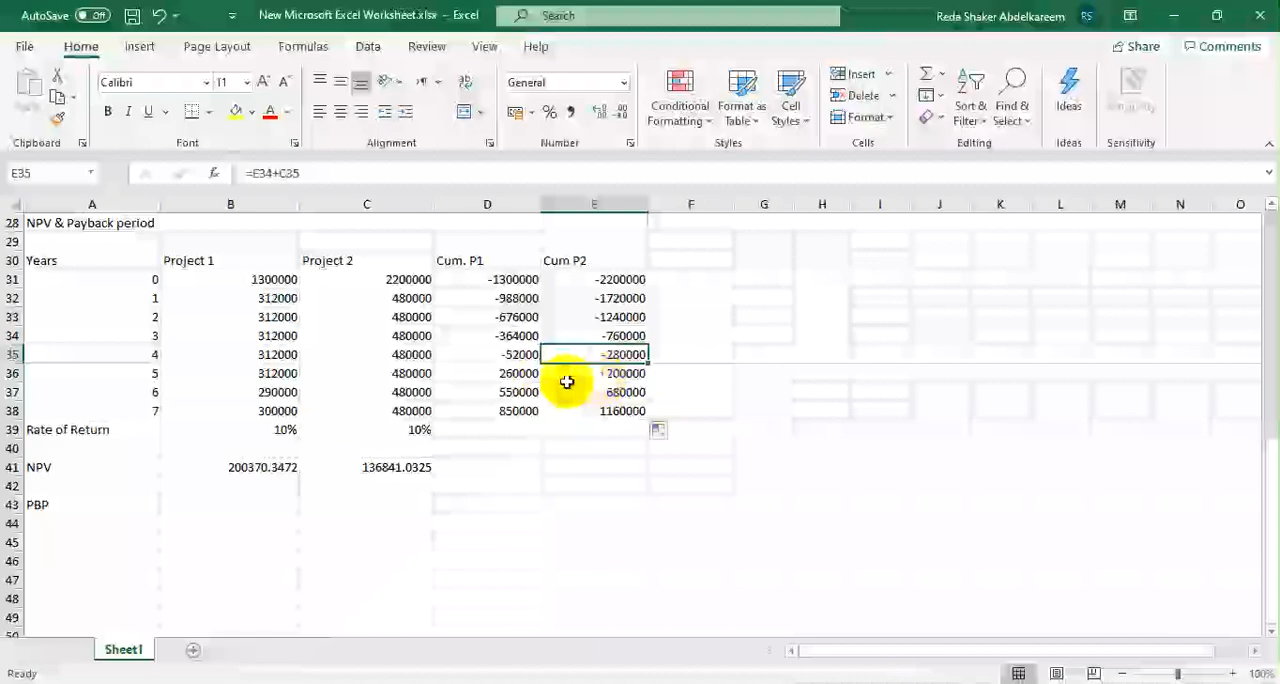 AutoSave Off New Microsoft Excel Worksheet.xlsx - Excel Search Reda Shaker Abdelkareem RS
File Home Insert Page Layout Formulas Data Review View Help Share Comments
Calibri 11 General
Conditional Formatting Format as Table Cell Styles Insert Delete Format Sort & Filter Find & Select Ideas
Clipboard Font Alignment Number Styles Cells Editing Ideas Sensitivity
E35 fx =E34+C35
A B C D E F G H I J K L M N O
28 NPV & Payback period
29
30 Years Project 1 Project 2 Cum. P1 Cum P2
31 0 1300000 2200000 -1300000 -2200000
32 1 312000 480000 -988000 -1720000
33 2 312000 480000 -676000 -1240000
34 3 312000 480000 -364000 -760000
35 4 312000 480000 -52000 -280000
36 5 312000 480000 260000 200000
37 6 290000 480000 550000 680000
38 7 300000 480000 850000 1160000
39 Rate of Return 10% 10%
40
41 NPV 200370.3472 136841.0325
42
43 PBP
44
45
46
47
48
49
Sheet1
Ready 100%